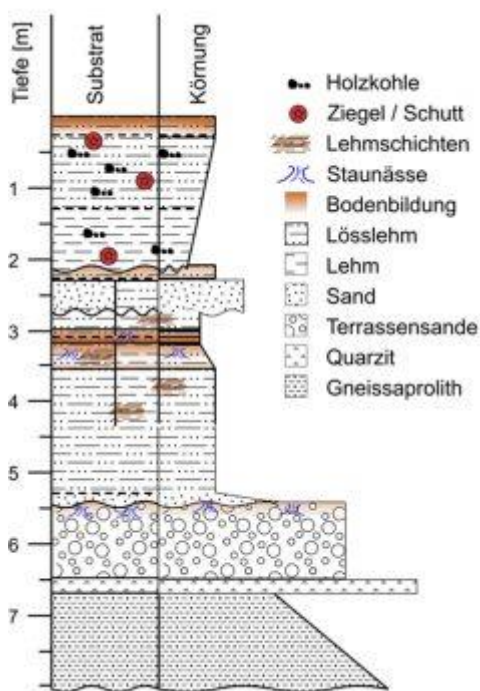 Tiefe [m]
Substrat
Körnung
1
2
3
4
5
6
7
Holzkohle
Ziegel / Schutt
Lehmschichten
Staunässe
Bodenbildung
Lösslehm
Lehm
Sand
Terrassensande
Quarzit
Gneissaprolith